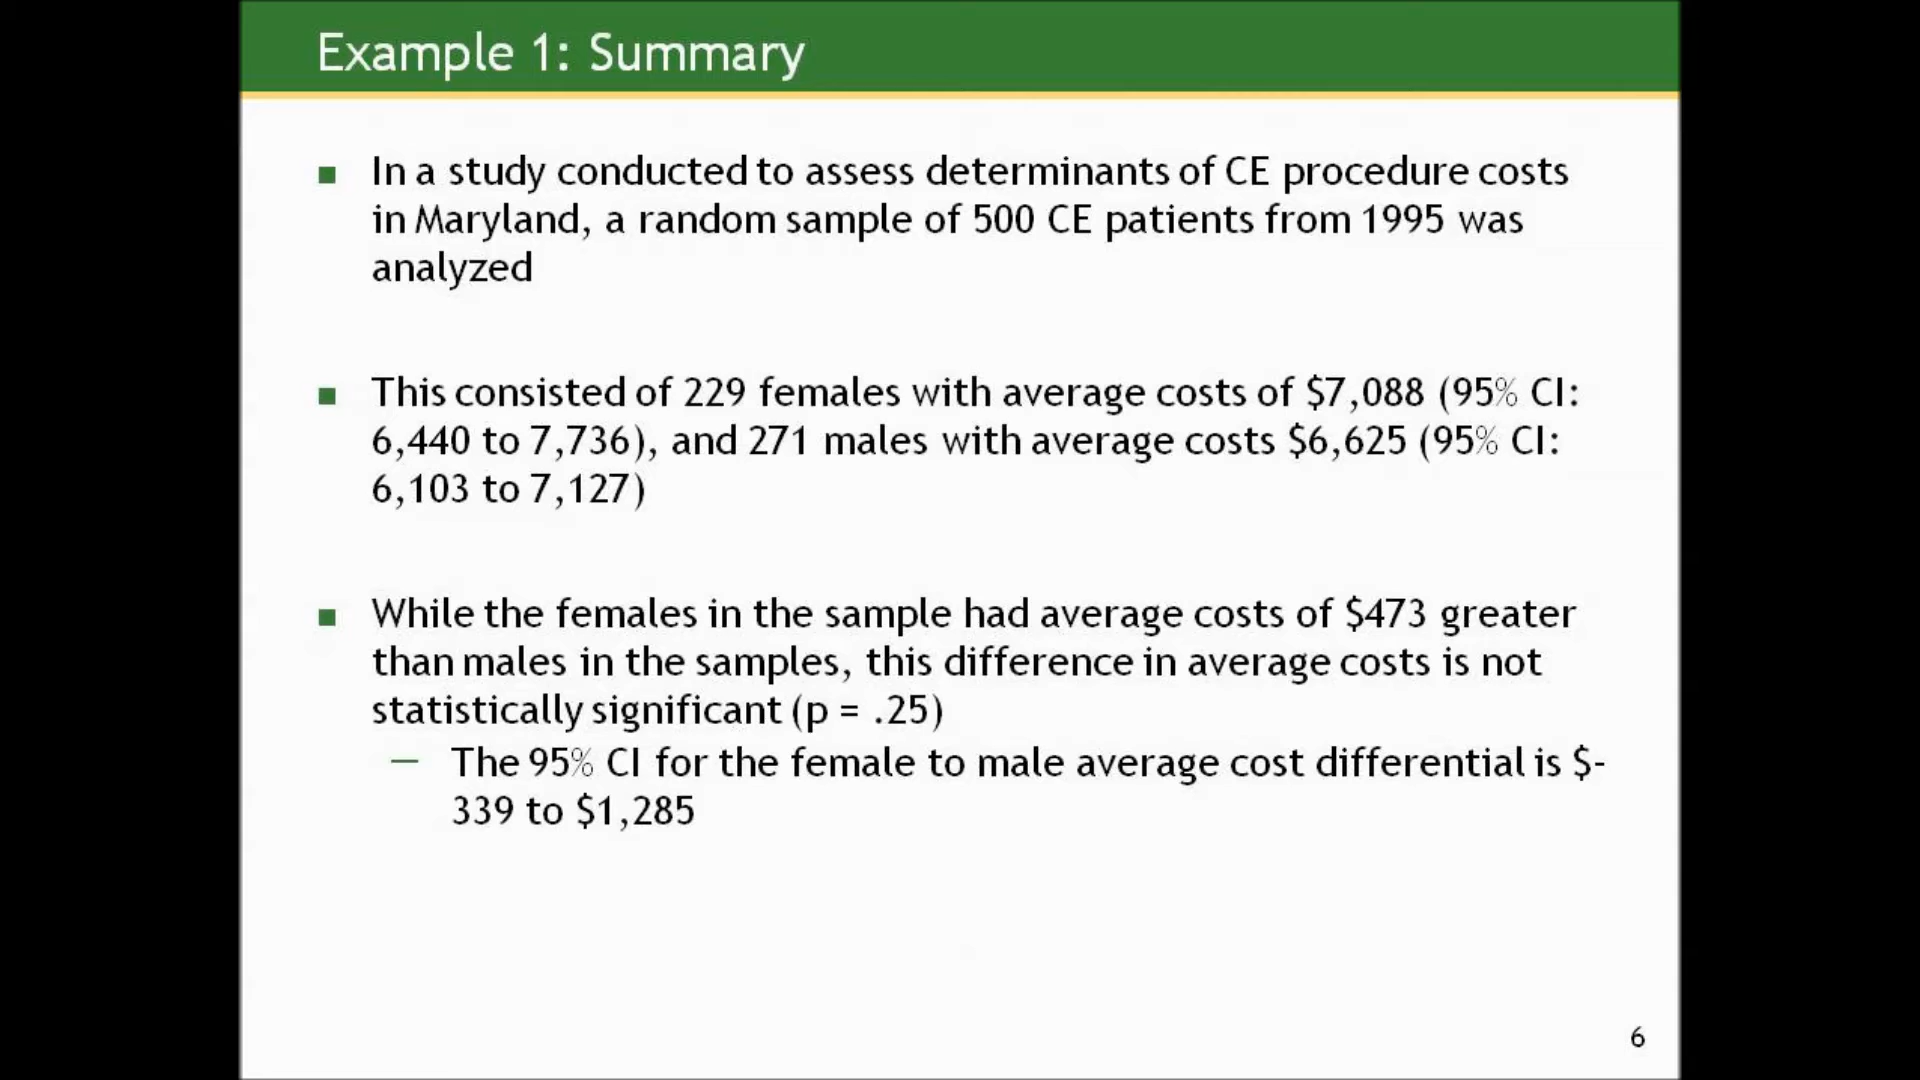 Example 1: Summary
In a study conducted to assess determinants of CE procedure costs
in Maryland, a random sample of 500 CE patients from 1995 was
analyzed
This consisted of 229 females with average costs of $7,088 (95% CI:
6,440 to 7,736), and 271 males with average costs $6,625 (95% CI:
6,103 to 7,127)
While the females in the sample had average costs of $473 greater
than males in the samples, this difference in average costs is not
statistically significant (p = .25)
— The 95% CI for the female to male average cost differential is $-
339 to $1,285
6